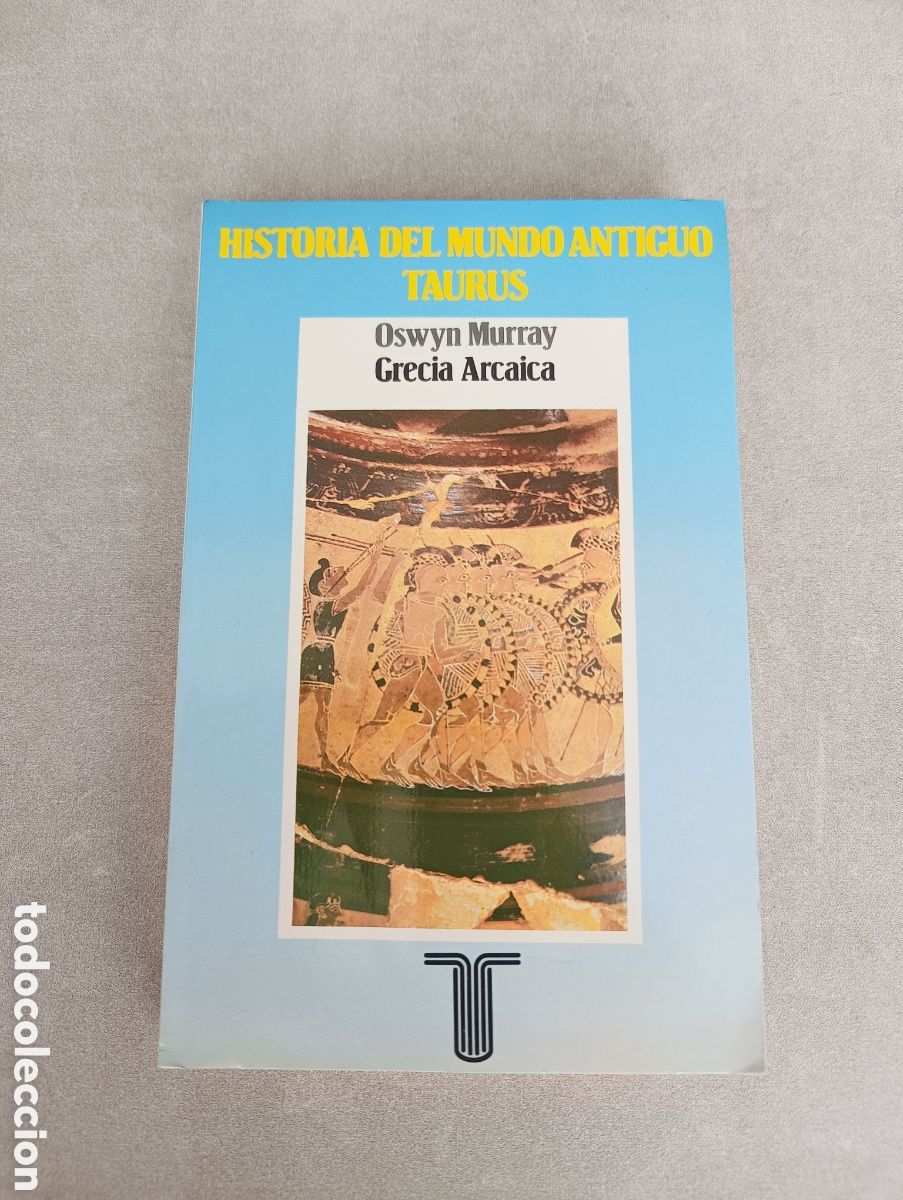 HISTORIA DEL MUNDO ANTIGUO
TAURUS
Oswyn Murray
Grecia Arcaica
todocoleccion